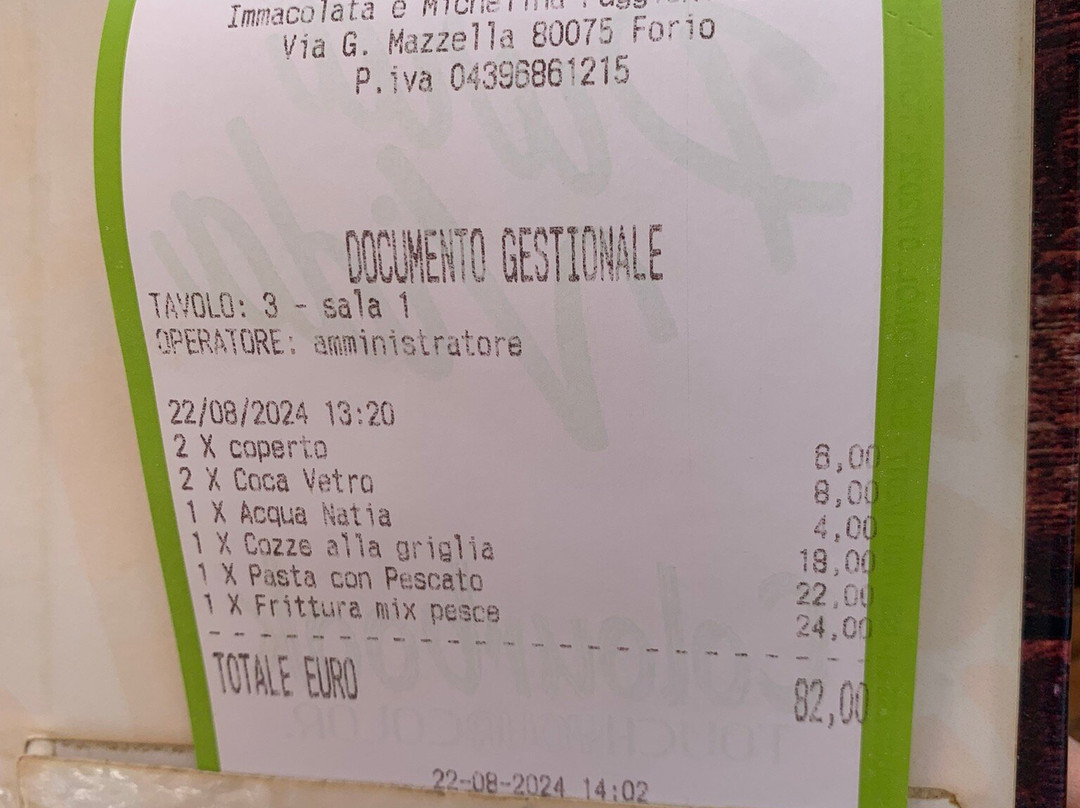 Immacolata e Michelina
Via G. Mazzella 80075 Forio
P.iva 04396861215
DOCUMENTO GESTIONALE
TAVOLO: 3 - sala 1
OPERATORE: amministratore
22/08/2024 13:20
2 X coperto 6,00
2 X Coca Vetro 8,00
1 X Acqua Natia 4,00
1 X Cozze alla griglia 18,00
1 X Pasta con Pescato 22,00
1 X Frittura mix pesce 24,00
TOTALE EURO 82,00
22-08-2024 14:02